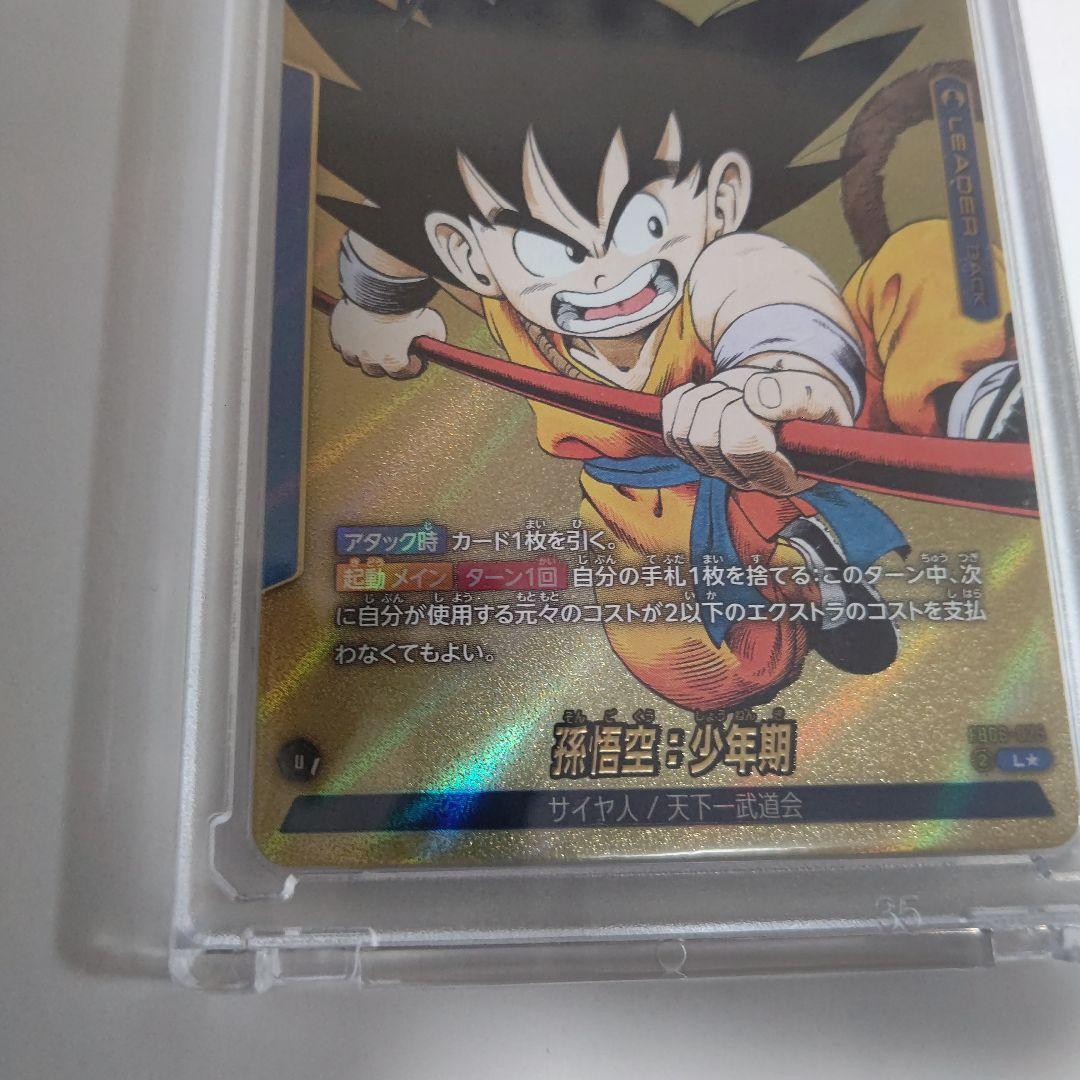 LEADER BACK
アタック時 カード1枚を引く。
起動メイン ターン1回 自分の手札1枚を捨てる:このターン中、次
に自分が使用する元々のコストが2以下のエクストラのコストを支払
わなくてもよい。
孫悟空:少年期
L★
サイヤ人 / 天下一武道会
35